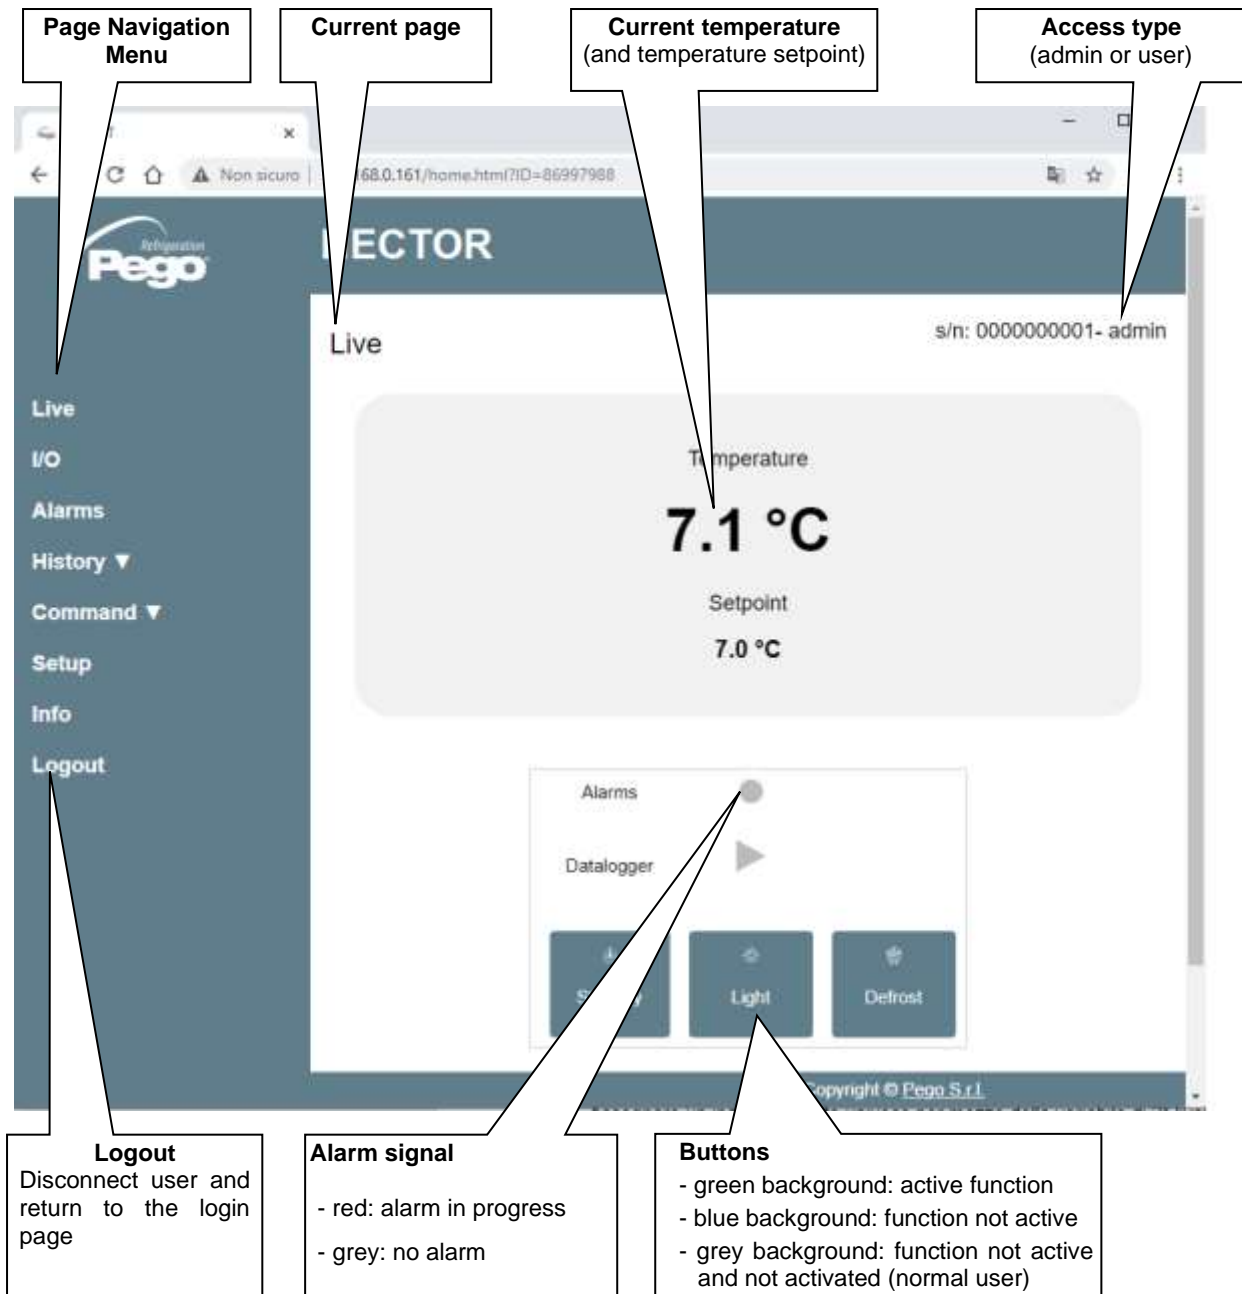 Page Navigation
Menu
Current page
Current temperature
(and temperature setpoint)
Access type
(admin or user)
Non sicuro
168.0.161/home.html?ID=86997988
Refrigeration
Pego
ECTOR
Live
s/n: 0000000001- admin
Live
I/O
Alarms
History ▼
Command ▼
Setup
Info
Logout
Temperature
7.1 °C
Setpoint
7.0 °C
Alarms
Datalogger
Light
Defrost
Copyright © Pego S.r.l.
Logout
Disconnect user and
return to the login
page
Alarm signal
- red: alarm in progress
- grey: no alarm
Buttons
- green background: active function
- blue background: function not active
- grey background: function not active
and not activated (normal user)